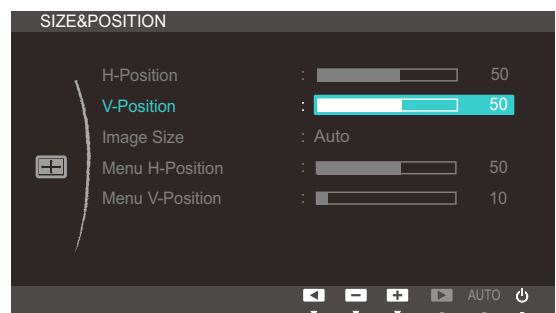 SIZE&POSITION
H-Position : 50
V-Position : 50
Image Size : Auto
Menu H-Position : 50
Menu V-Position : 10
AUTO